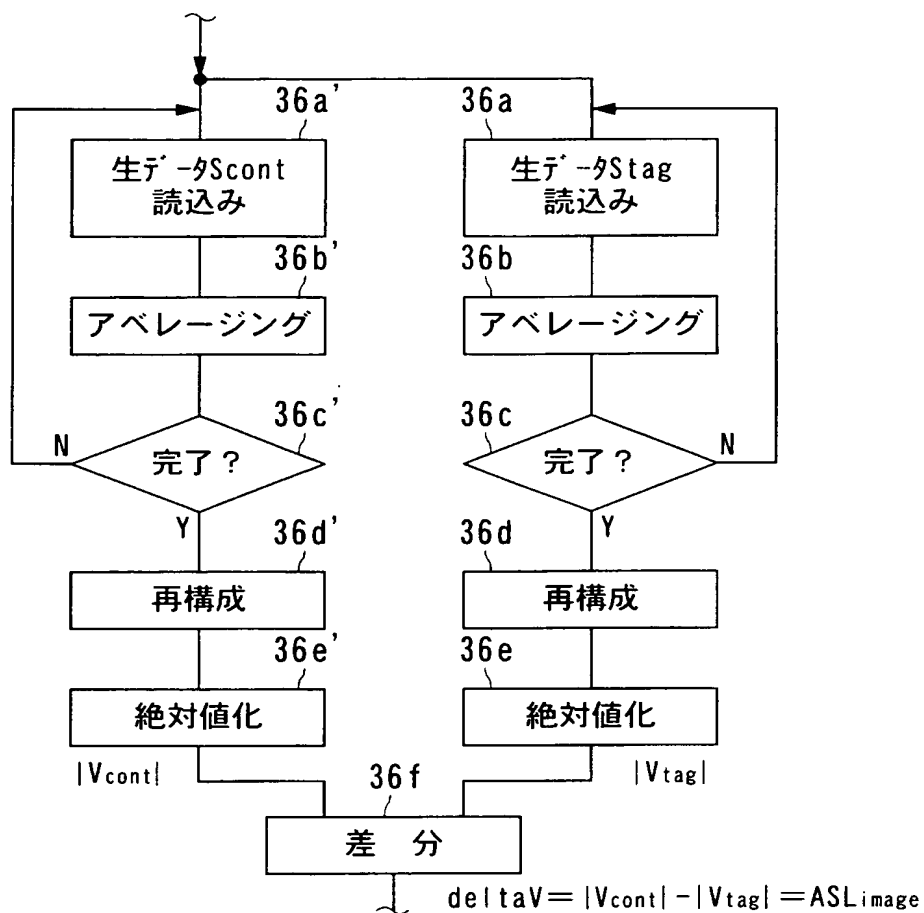 36a' 36a
生データScont
読込み
生データStag
読込み
36b' 36b
アベレージング アベレージング
36c' 36c
N 完了? 完了? N
Y Y
36d' 36d
再構成 再構成
36e' 36e
絶対値化 絶対値化
|Vcont| |Vtag|
36f
差 分
deltaV=|Vcont|-|Vtag|=ASLimage